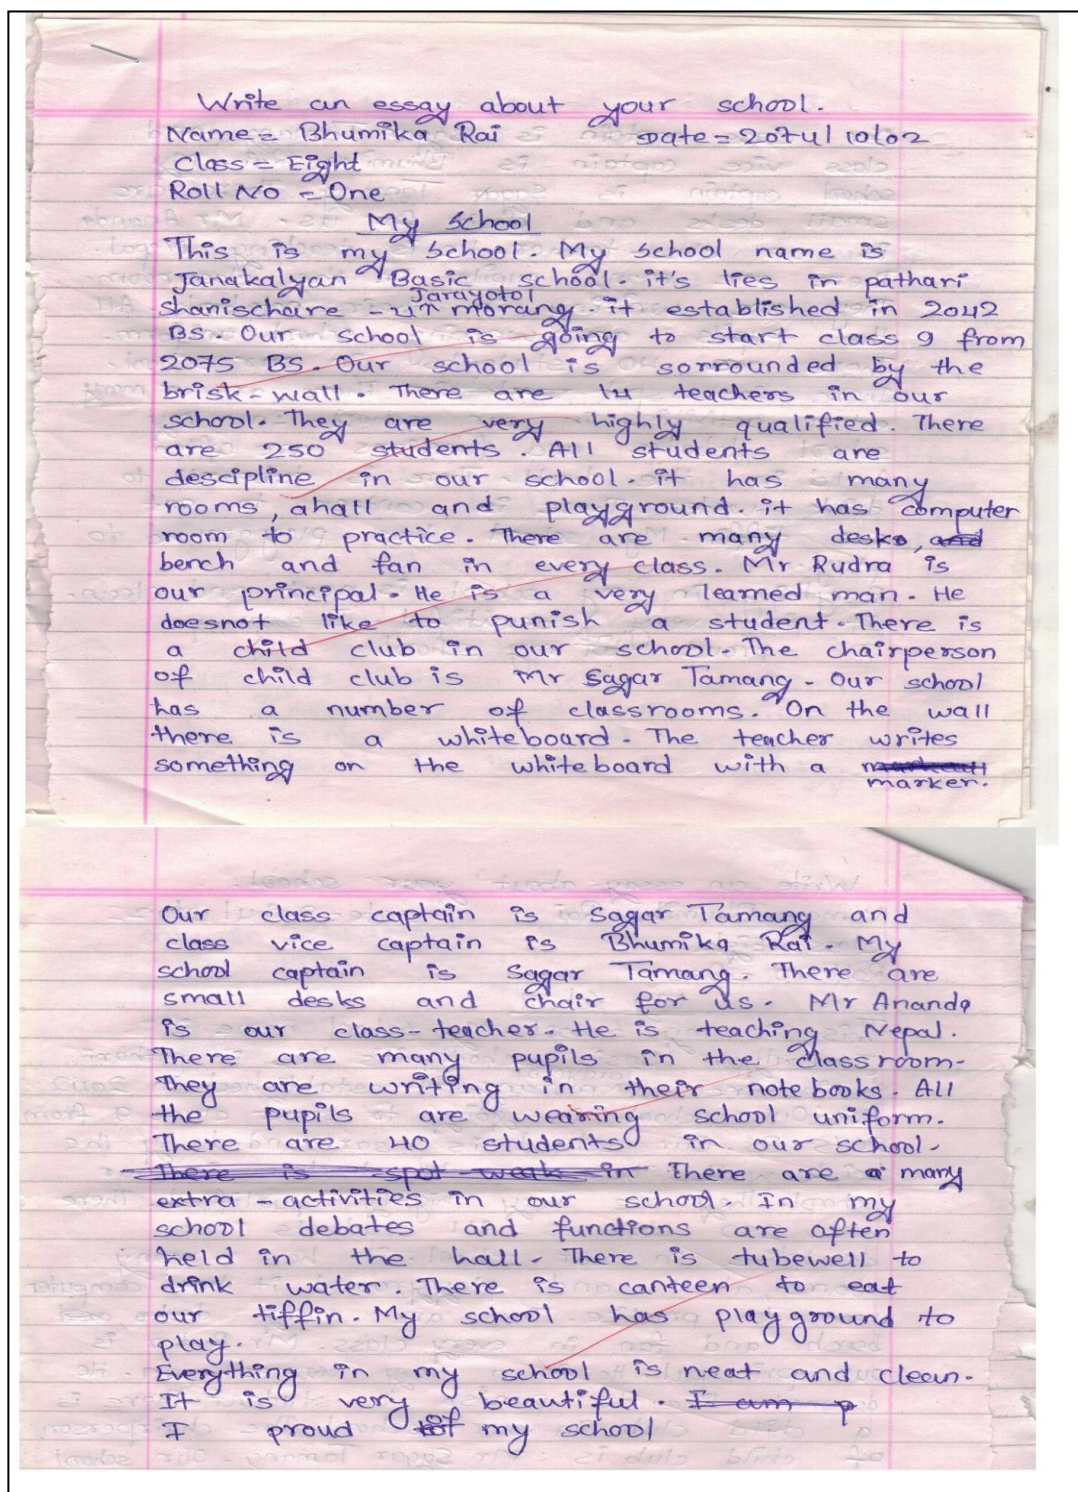 Write an essay about your school.
Name = Bhumika Rai Date = 2074/10/02
Class = Eight
Roll No = One
My School
This is my school. My school name is
Janakalyan Basic school. it's lies in pathari
Jarayotol
shanischare - morang. it established in 2042
BS. Our school is going to start class 9 from
2075 BS. Our school is sorrounded by the
brisk-wall. There are 14 teachers in our
school. They are very highly qualified. There
are 250 students. All students are
descipline in our school. it has many
rooms, ahall and playground. it has computer
room to practice. There are many desks, and
bench and fan in every class. Mr Rudra is
our principal. He is a very learned man. He
doesnot like to punish a student. There is
a child club in our school. The chairperson
of child club is Mr Sagar Tamang. Our school
has a number of classrooms. On the wall
there is a whiteboard. The teacher writes
something on the whiteboard with a
marker.
Our class captain is Sagar Tamang and
class vice captain is Bhumika Rai. My
school captain is Sagar Tamang. There are
small desks and chair for us. Mr Ananda
is our class-teacher. He is teaching Nepal.
There are many pupils in the classroom.
They are writing in their notebooks. All
the pupils are wearing school uniform.
There are 40 students in our school.
There is spot weak in There are a many
extra-activities in our school. In my
school debates and functions are often
held in the hall. There is tubewell to
drink water. There is canteen to eat
our tiffin. My school has playground to
play.
Everything in my school is neat and clean.
It is very beautiful. I am p
I proud of my school